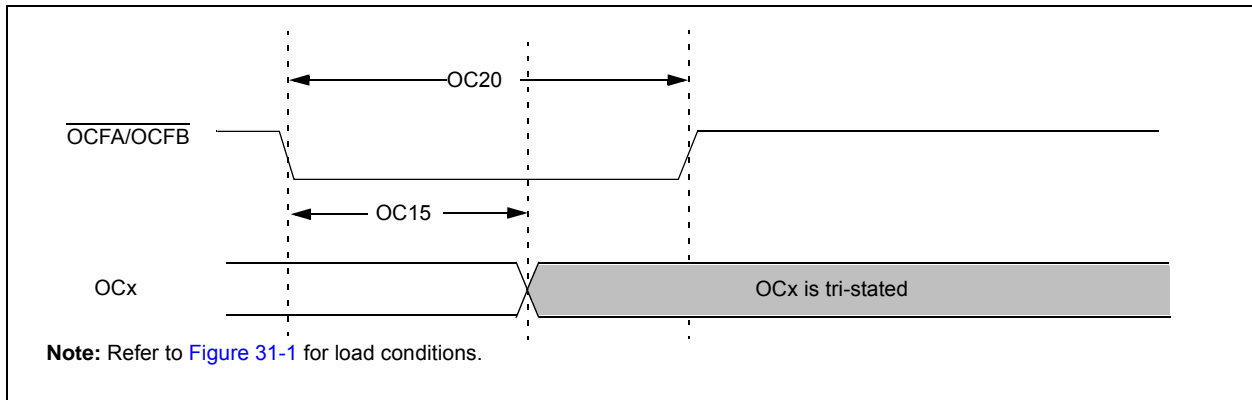 OC20
OCFA/OCFB
OC15
OCx
OCx is tri-stated
Note: Refer to Figure 31-1 for load conditions.